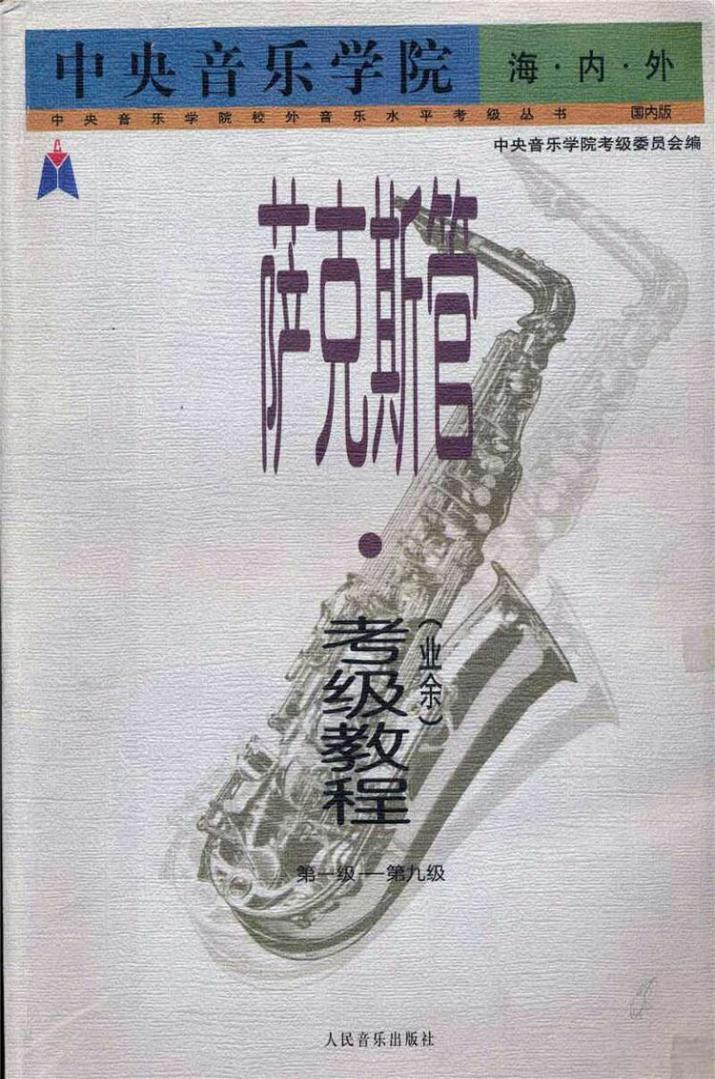 中央音乐学院 海·内·外
中央音乐学院校外音乐水平考级丛书 国内版
中央音乐学院考级委员会编
萨克斯管
·
(业余)
考级教程
第一级—第九级
人民音乐出版社